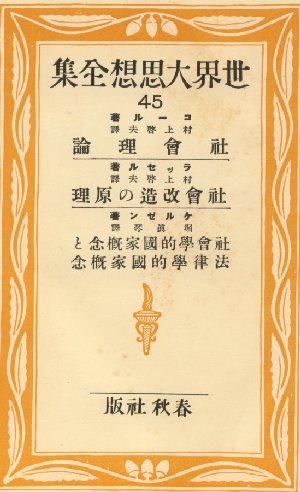 世界大思想全集
45
コール著
村上啓夫譯
社會理論
ラッセル著
村上啓夫譯
社會改造の原理
ケルゼン著
堀眞琴譯
社會學的國家概念と
法律學的國家概念
春秋社版